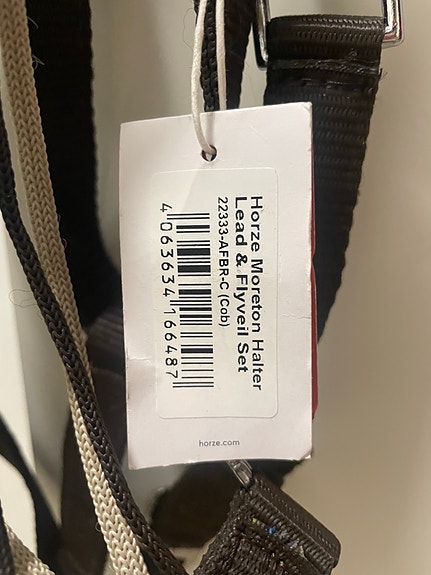 Horze Moreton Halter
Lead & Flyveil Set
22333-AFBR-C (Cob)
4 063634 166487
horze.com